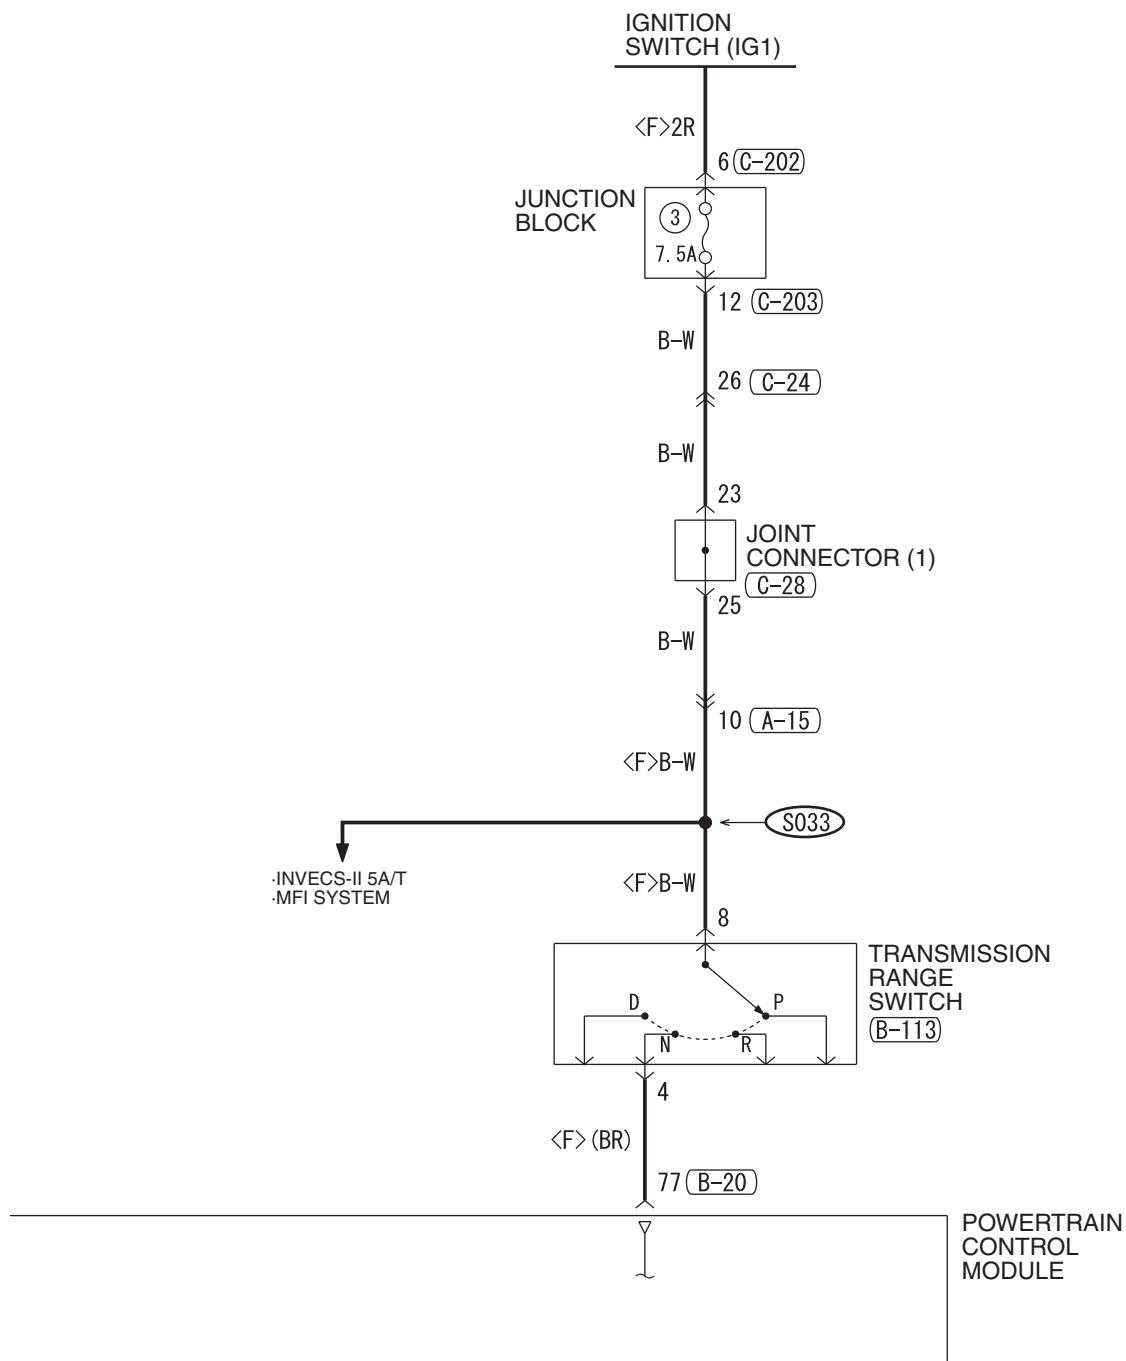 IGNITION
SWITCH (IG1)
<F>2R
6 C-202
JUNCTION
BLOCK
3
7.5A
12 C-203
B-W
26 C-24
B-W
23
JOINT
CONNECTOR (1)
C-28
25
B-W
10 A-15
<F>B-W
S033
·INVECS-II 5A/T
·MFI SYSTEM
<F>B-W
8
TRANSMISSION
RANGE
SWITCH
B-113
D
P
N
R
4
<F>(BR)
77 B-20
POWERTRAIN
CONTROL
MODULE